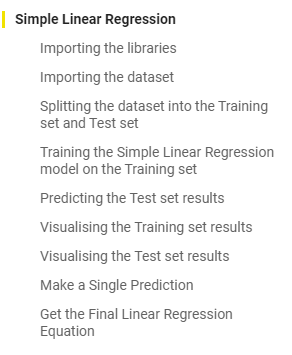 Simple Linear Regression
Importing the libraries
Importing the dataset
Splitting the dataset into the Training
set and Test set
Training the Simple Linear Regression
model on the Training set
Predicting the Test set results
Visualising the Training set results
Visualising the Test set results
Make a Single Prediction
Get the Final Linear Regression
Equation